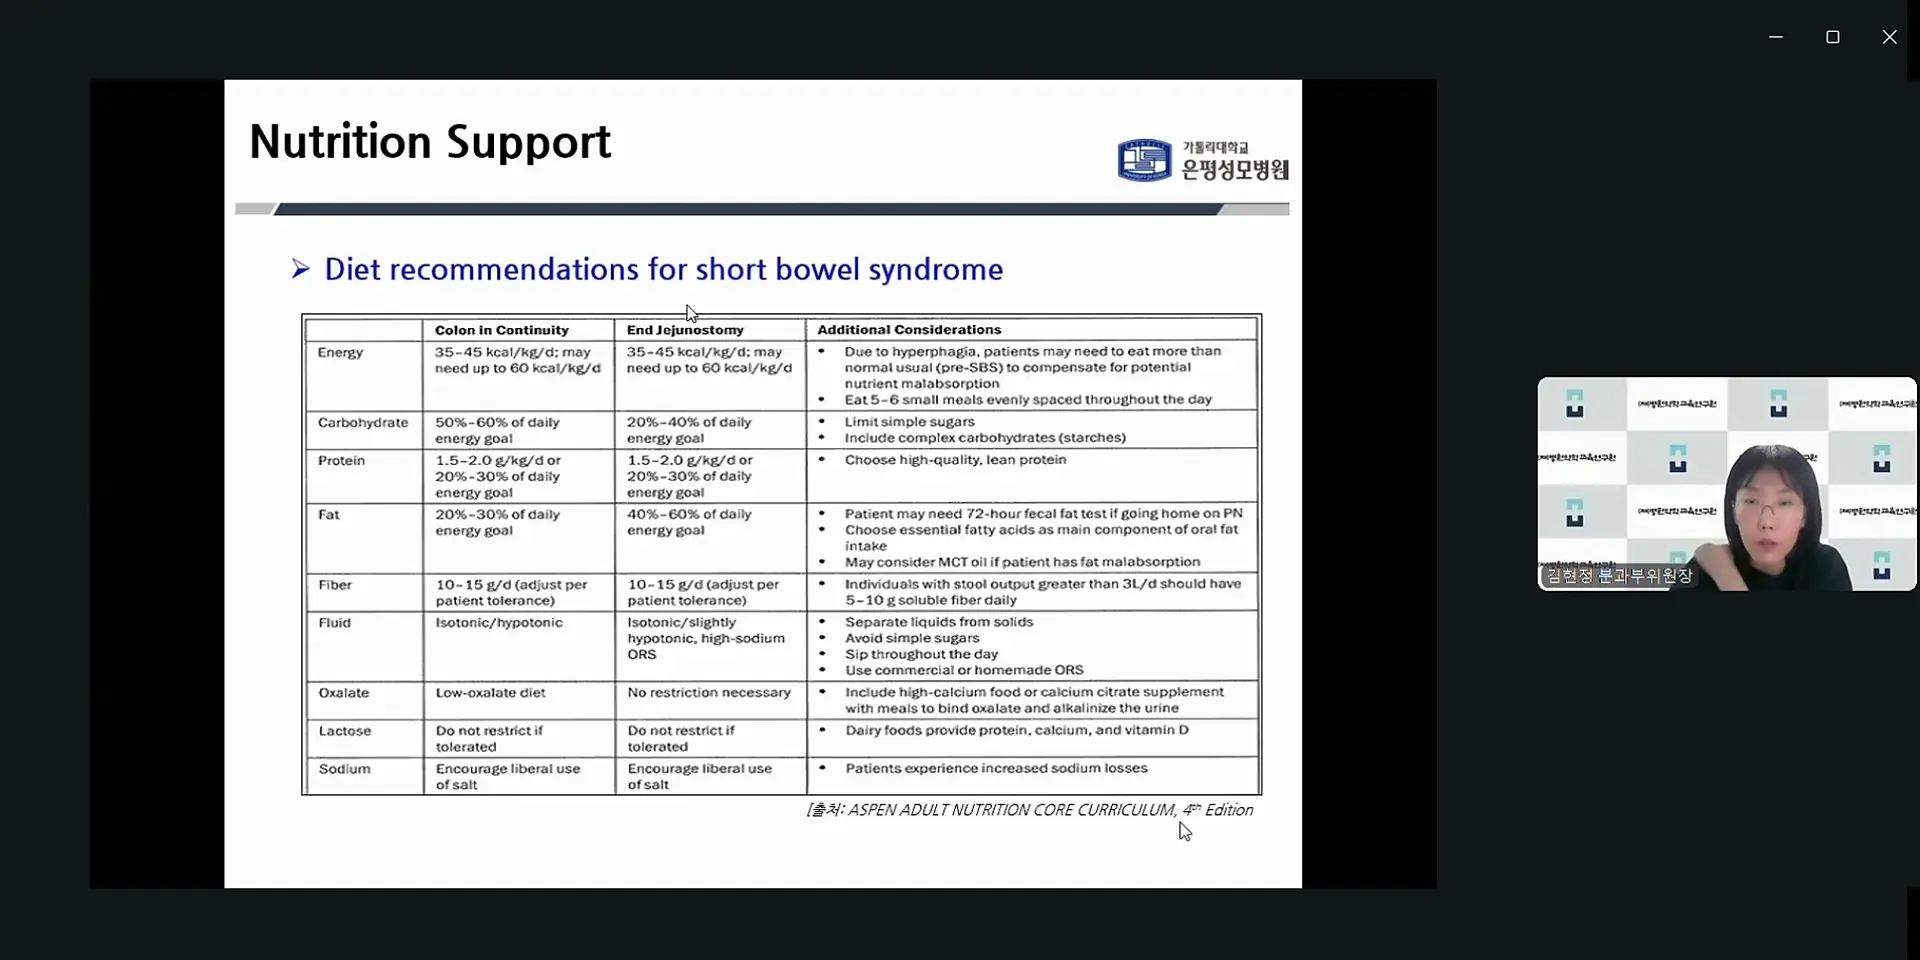 Nutrition Support
가톨릭대학교
은평성모병원
➢ Diet recommendations for short bowel syndrome
Colon in Continuity
End Jejunostomy
Additional Considerations
Energy
35–45 kcal/kg/d; may
need up to 60 kcal/kg/d
35–45 kcal/kg/d; may
need up to 60 kcal/kg/d
• Due to hyperphagia, patients may need to eat more than
normal usual (pre-SBS) to compensate for potential
nutrient malabsorption
• Eat 5–6 small meals evenly spaced throughout the day
Carbohydrate
50%–60% of daily
energy goal
20%–40% of daily
energy goal
• Limit simple sugars
• Include complex carbohydrates (starches)
Protein
1.5–2.0 g/kg/d or
20%–30% of daily
energy goal
1.5–2.0 g/kg/d or
20%–30% of daily
energy goal
• Choose high-quality, lean protein
Fat
20%–30% of daily
energy goal
40%–60% of daily
energy goal
• Patient may need 72-hour fecal fat test if going home on PN
• Choose essential fatty acids as main component of oral fat
intake
• May consider MCT oil if patient has fat malabsorption
Fiber
10–15 g/d (adjust per
patient tolerance)
10–15 g/d (adjust per
patient tolerance)
• Individuals with stool output greater than 3L/d should have
5–10 g soluble fiber daily
Fluid
Isotonic/hypotonic
Isotonic/slightly
hypotonic, high-sodium
ORS
• Separate liquids from solids
• Avoid simple sugars
• Sip throughout the day
• Use commercial or homemade ORS
Oxalate
Low-oxalate diet
No restriction necessary
• Include high-calcium food or calcium citrate supplement
with meals to bind oxalate and alkalinize the urine
Lactose
Do not restrict if
tolerated
Do not restrict if
tolerated
• Dairy foods provide protein, calcium, and vitamin D
Sodium
Encourage liberal use
of salt
Encourage liberal use
of salt
• Patients experience increased sodium losses
[출처: ASPEN ADULT NUTRITION CORE CURRICULUM, 4th Edition
(재)병원약학교육연구원
김현정 분과부위원장